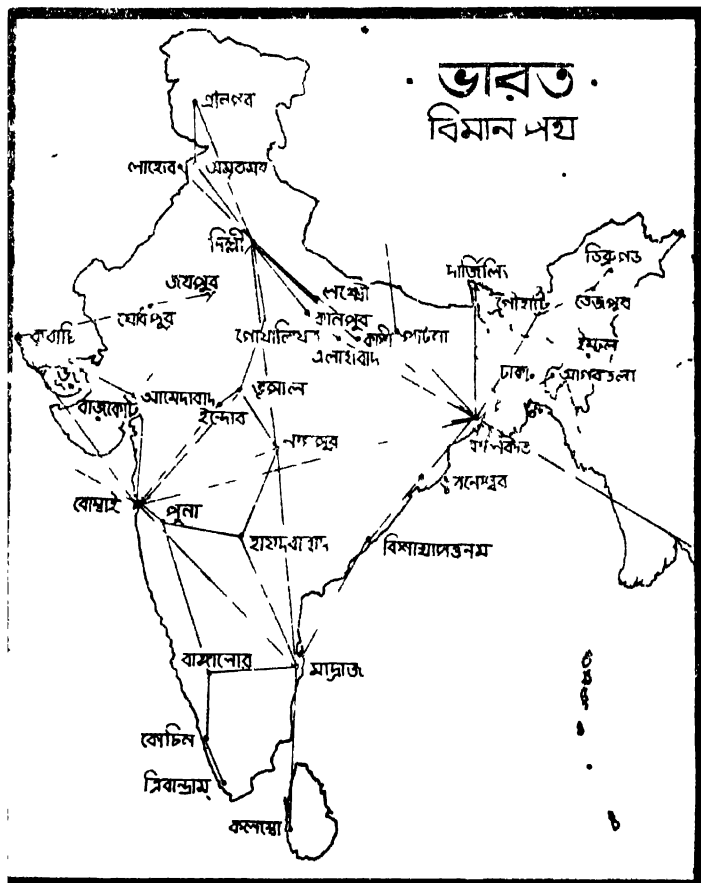 ভারত
বিমান পথ
শ্রীনগর
লাহোর
অমৃতসর
দিল্লী
দার্জিলিং
ডিব্রুগড়
জয়পুর
লক্ষ্ণৌ
গৌহাটি
তেজপুর
যোধপুর
কানপুর
করাচি
গোয়ালিয়র
কাশী
পাটনা
এলাহাবাদ
ইম্ফল
ঢাকা
আগরতলা
ভূপাল
রাজকোট
আমেদাবাদ
ইন্দোর
নাগপুর
বোম্বাই
পুনা
হায়দরাবাদ
বিশাখাপত্তনম
বাঙ্গালোর
মাদ্রাজ
কোচিন
ত্রিবান্দ্রাম
কলম্বো